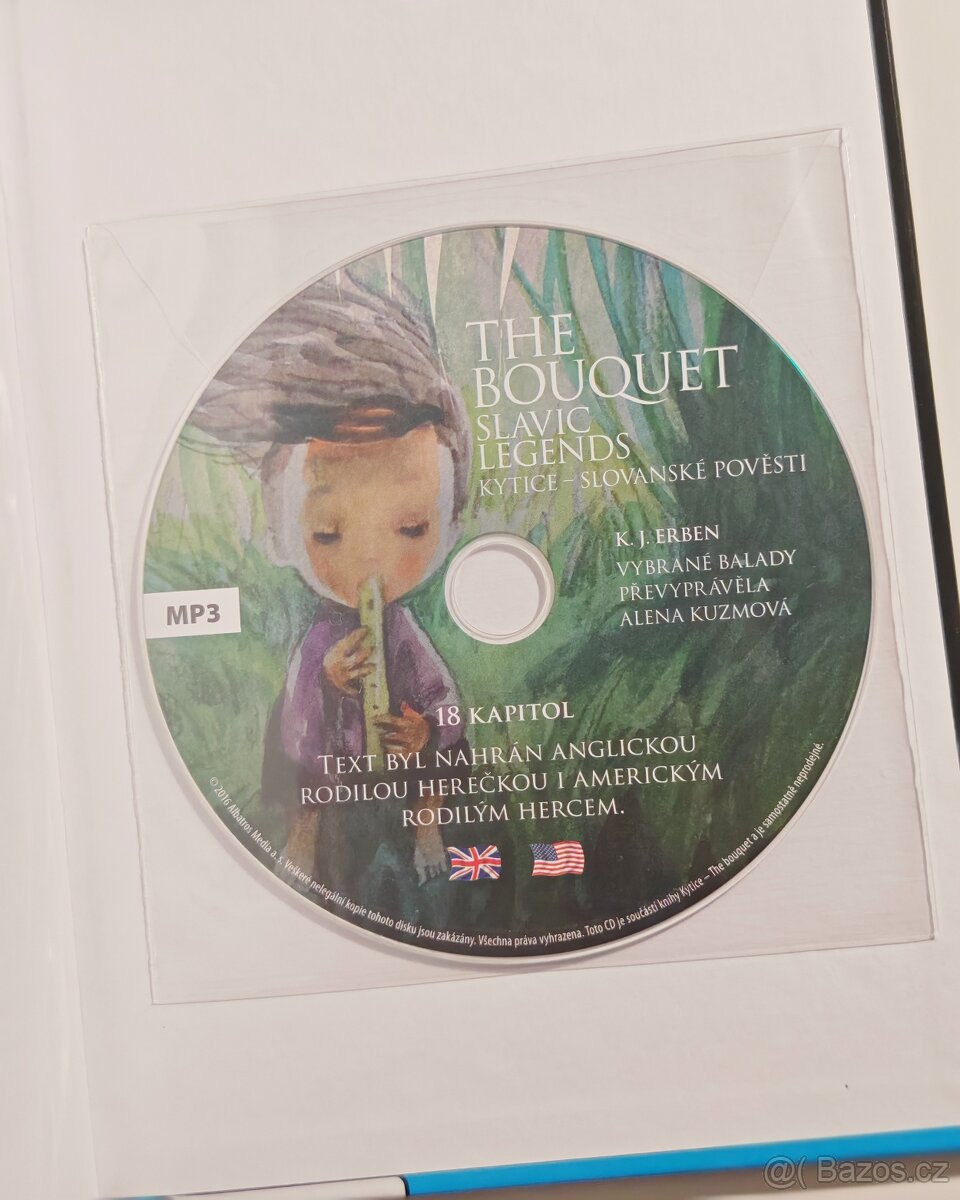 THE
BOUQUET
SLAVIC
LEGENDS
KYTICE – SLOVANSKÉ POVĚSTI
K. J. ERBEN
VYBRANÉ BALADY
PŘEVYPRÁVĚLA
ALENA KUZMOVÁ
MP3
18 KAPITOL
TEXT BYL NAHRÁN ANGLICKOU
RODILOU HEREČKOU I AMERICKÝM
RODILÝM HERCEM.
© 2016 Albatros Media a. s. Veškeré nelegální kopie tohoto disku jsou zakázány. Všechna práva vyhrazena. Toto CD je součástí knihy Kytice – The bouquet a je samostatně neprodejné.
@( Bazos.cz